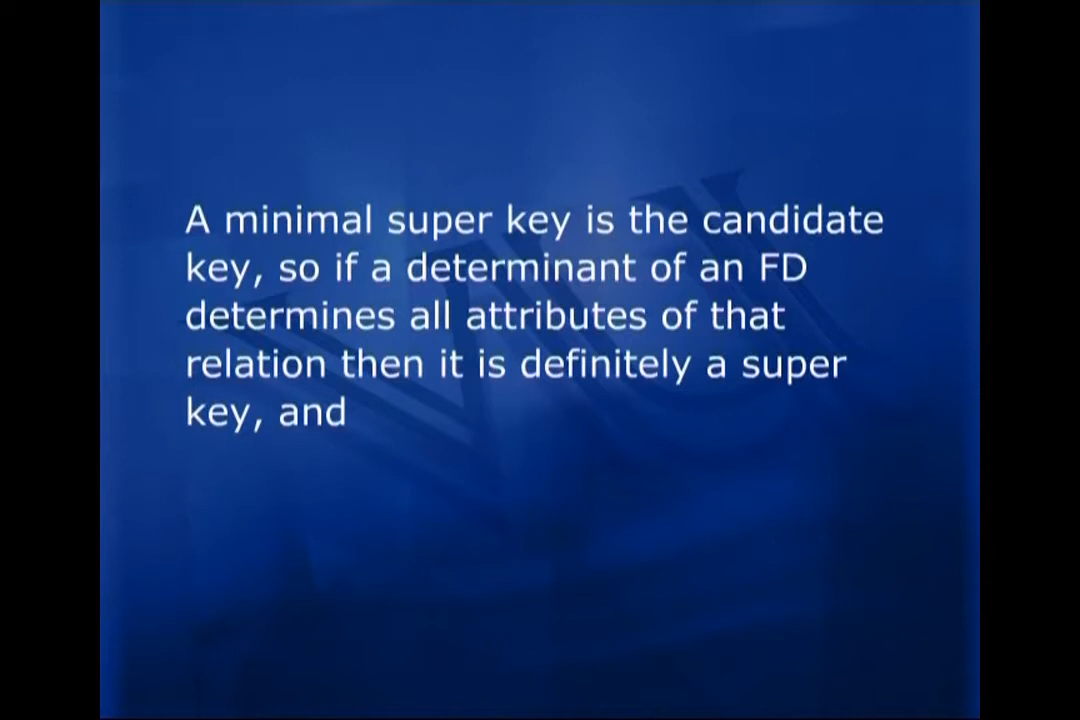 A minimal super key is the candidate
key, so if a determinant of an FD
determines all attributes of that
relation then it is definitely a super
key, and
VU